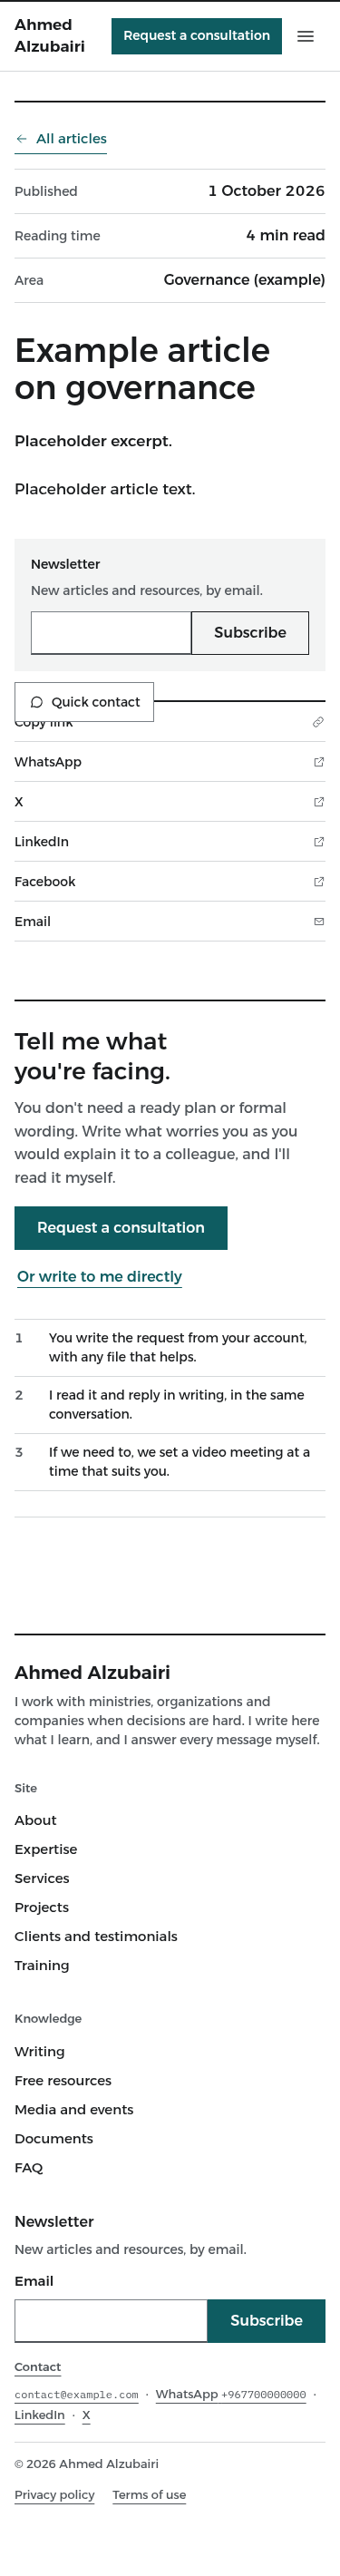 Ahmed
Alzubairi
Request a consultation
← All articles
Published 1 October 2026
Reading time 4 min read
Area Governance (example)
Example article
on governance
Placeholder excerpt.
Placeholder article text.
Newsletter
New articles and resources, by email.
Subscribe
Quick contact
Copy link
WhatsApp
X
LinkedIn
Facebook
Email
Tell me what
you're facing.
You don't need a ready plan or formal
wording. Write what worries you as you
would explain it to a colleague, and I'll
read it myself.
Request a consultation
Or write to me directly
1 You write the request from your account,
with any file that helps.
2 I read it and reply in writing, in the same
conversation.
3 If we need to, we set a video meeting at a
time that suits you.
Ahmed Alzubairi
I work with ministries, organizations and
companies when decisions are hard. I write here
what I learn, and I answer every message myself.
Site
About
Expertise
Services
Projects
Clients and testimonials
Training
Knowledge
Writing
Free resources
Media and events
Documents
FAQ
Newsletter
New articles and resources, by email.
Email
Subscribe
Contact
contact@example.com · WhatsApp +967700000000 ·
LinkedIn · X
© 2026 Ahmed Alzubairi
Privacy policy Terms of use